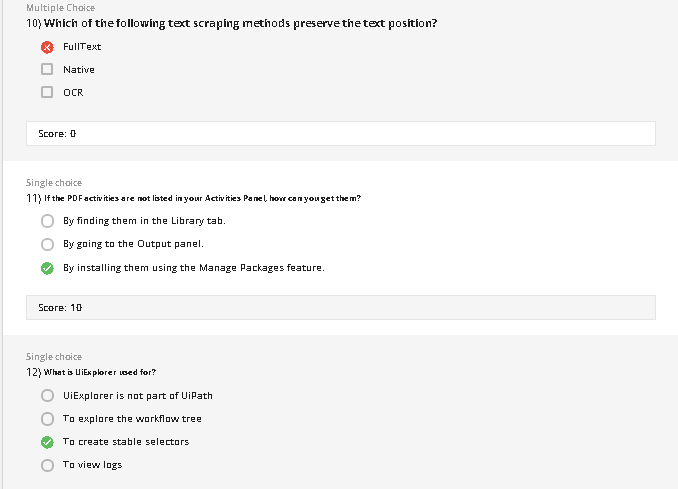 Multiple Choice
10) Which of the following text scraping methods preserve the text position?
FullText
Native
OCR
Score: 0
Single choice
11) If the PDF activities are not listed in your Activities Panel, how can you get them?
By finding them in the Library tab.
By going to the Output panel.
By installing them using the Manage Packages feature.
Score: 10
Single choice
12) What is UiExplorer used for?
UiExplorer is not part of UiPath
To explore the workflow tree
To create stable selectors
To view logs